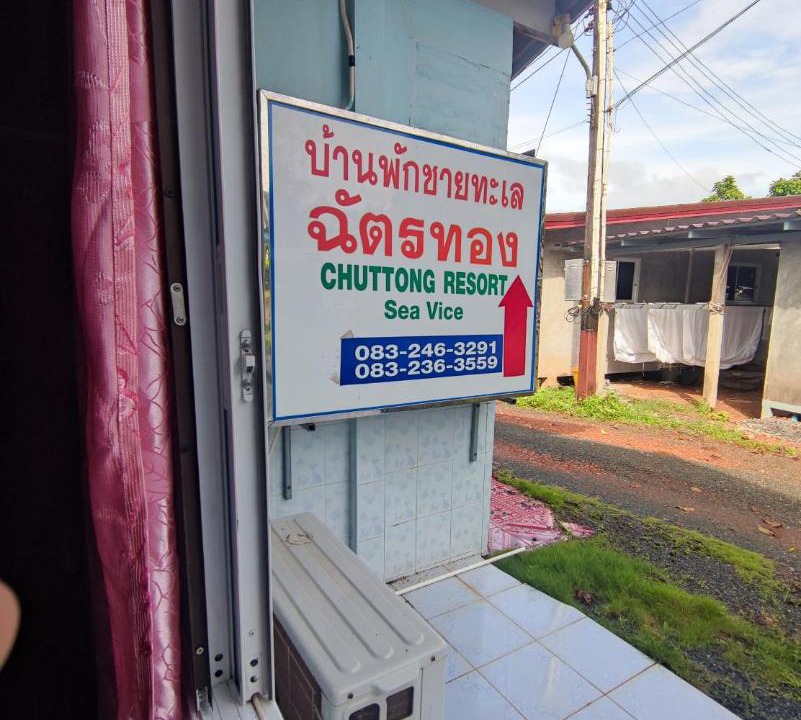 บ้านพักชายทะเล
ฉัตรทอง
CHUTTONG RESORT
Sea Vice
083-246-3291
083-236-3559